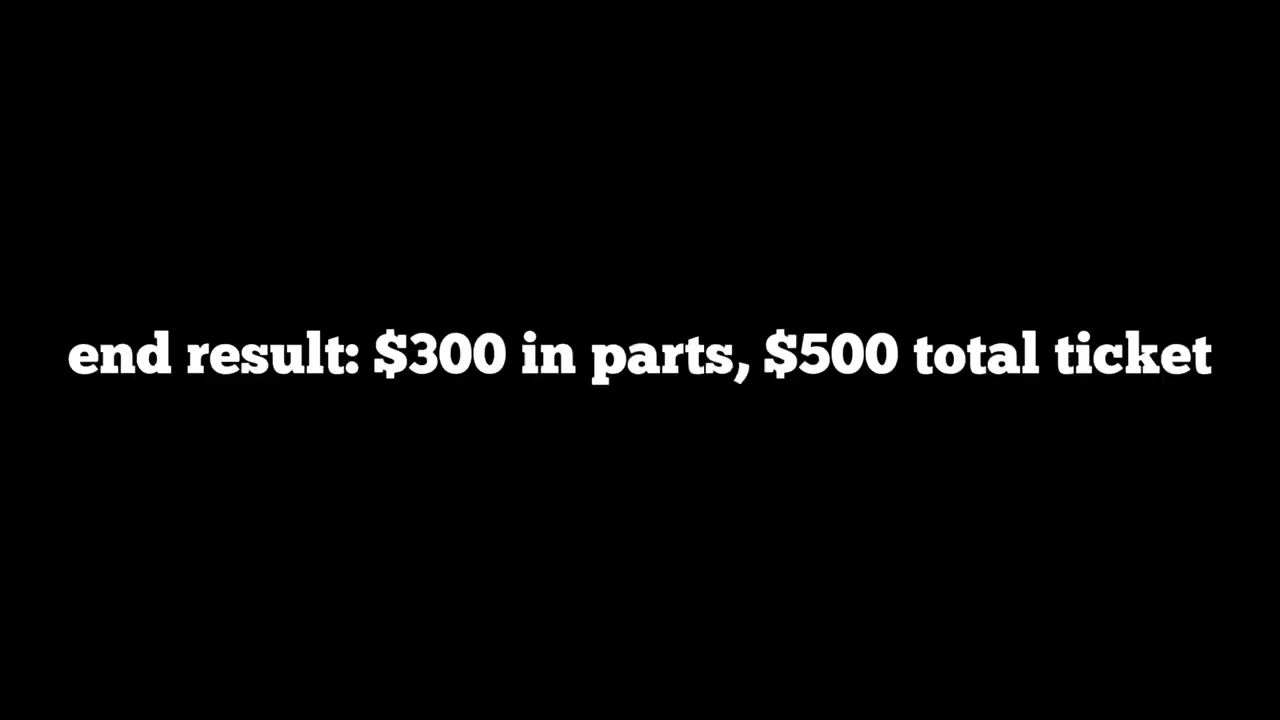 end result: $300 in parts, $500 total ticket